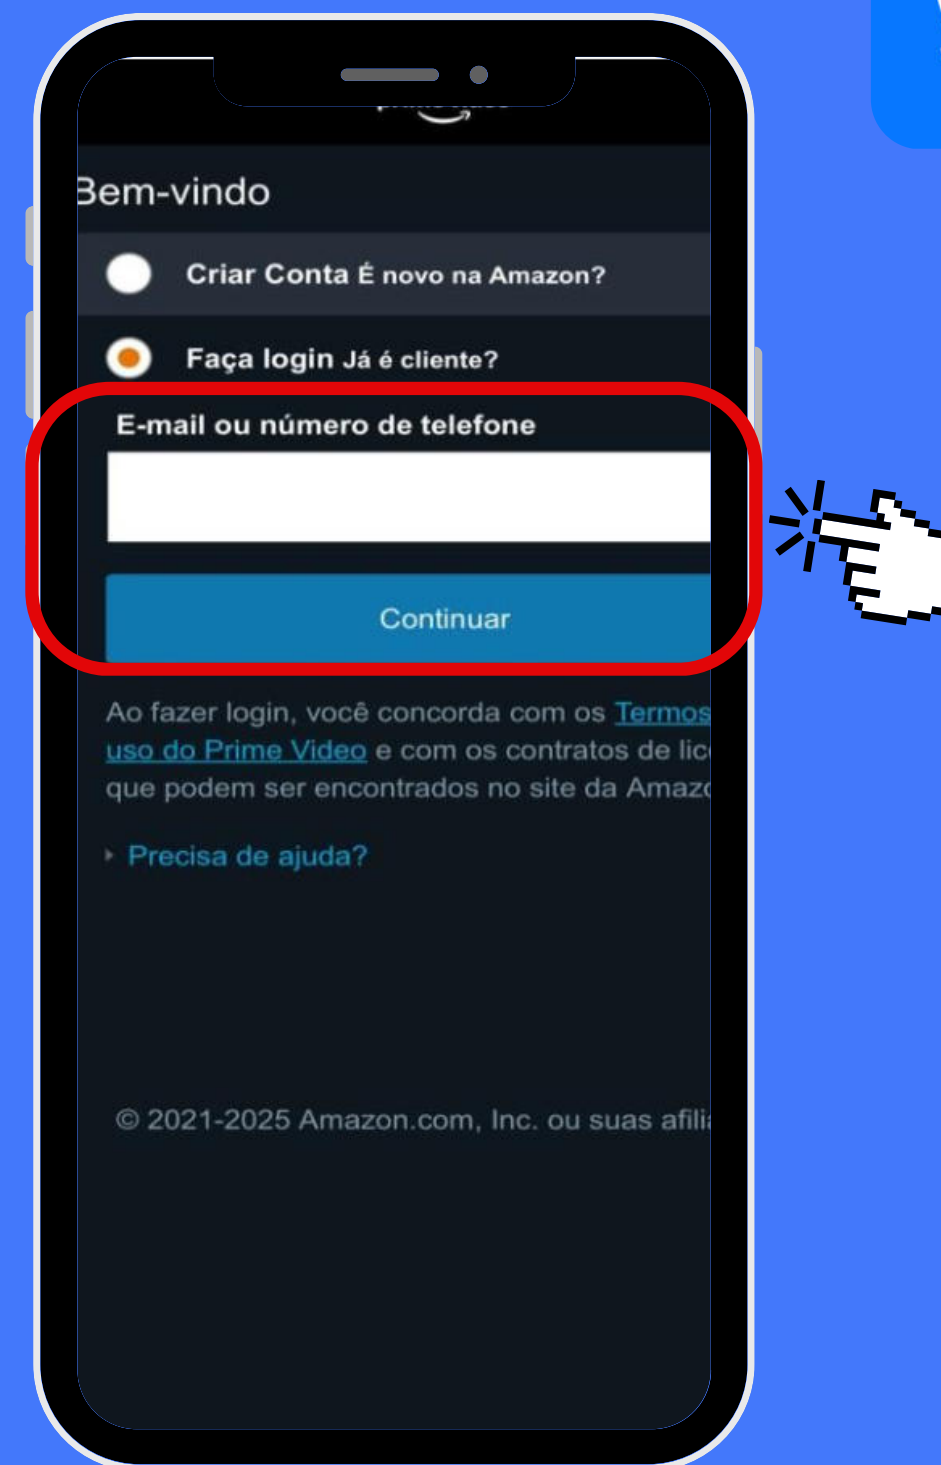 Bem-vindo
Criar Conta É novo na Amazon?
Faça login Já é cliente?
E-mail ou número de telefone
Continuar
Ao fazer login, você concorda com os Termos
uso do Prime Video e com os contratos de
que podem ser encontrados no site da
Precisa de ajuda?
© 2021-2025 Amazon.com, Inc. ou suas